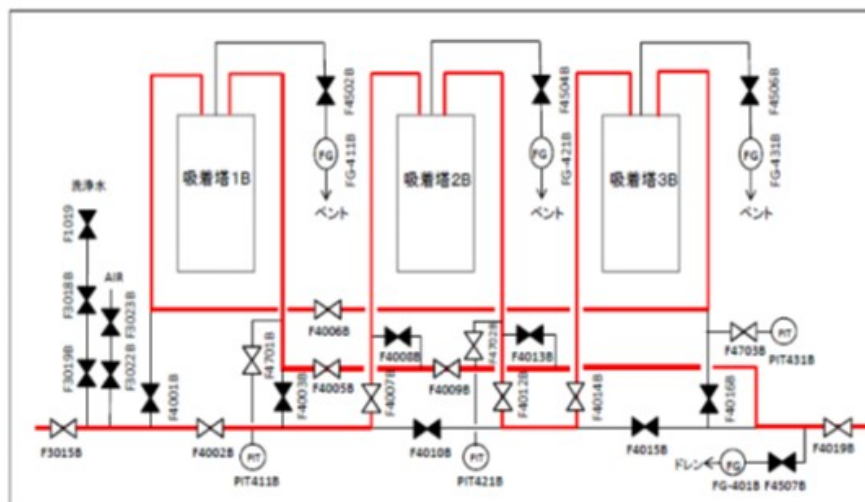 F4502B
F4504B
F4506B
FG
FG-411B
FG
FG-421B
FG
FG-431B
吸着塔1B
吸着塔2B
吸着塔3B
ベント
ベント
ベント
洗浄水
F1019
AIR
F3018B
F3023B
F3019B
F3022B
F4006B
F4701B
F4008B
F4702B
F4013B
F4703B
PIT
PIT431B
F4001B
F4003B
F4005B
F4007B
F4009B
F4012B
F4014B
F4016B
F3015B
F4002B
PIT
PIT411B
F4010B
PIT
PIT421B
F4015B
F4019B
ドレン
FG
FG-401B
F4507B